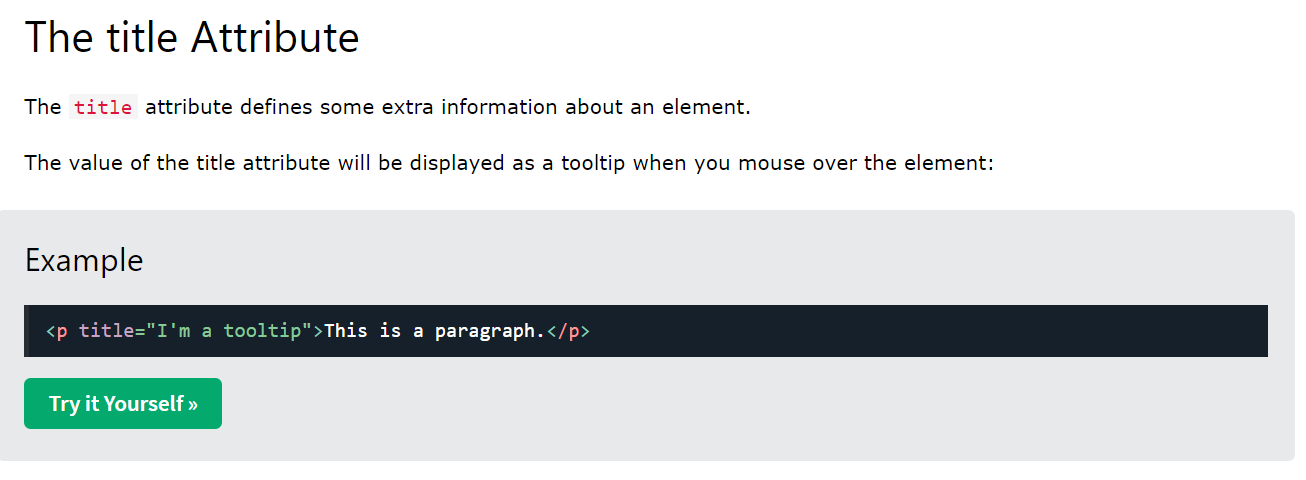 The title Attribute
The title attribute defines some extra information about an element.
The value of the title attribute will be displayed as a tooltip when you mouse over the element:
Example
<p title="I'm a tooltip">This is a paragraph.</p>
Try it Yourself »